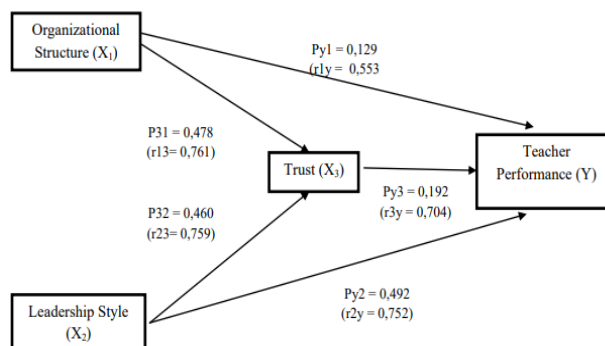 Organizational
Structure (X₁)
Py1 = 0,129
(r1y = 0,553
P31 = 0,478
(r13= 0,761)
Trust (X₃)
Teacher
Performance (Y)
Py3 = 0,192
(r3y = 0,704)
P32 = 0,460
(r23= 0,759)
Py2 = 0,492
(r2y = 0,752)
Leadership Style
(X₂)